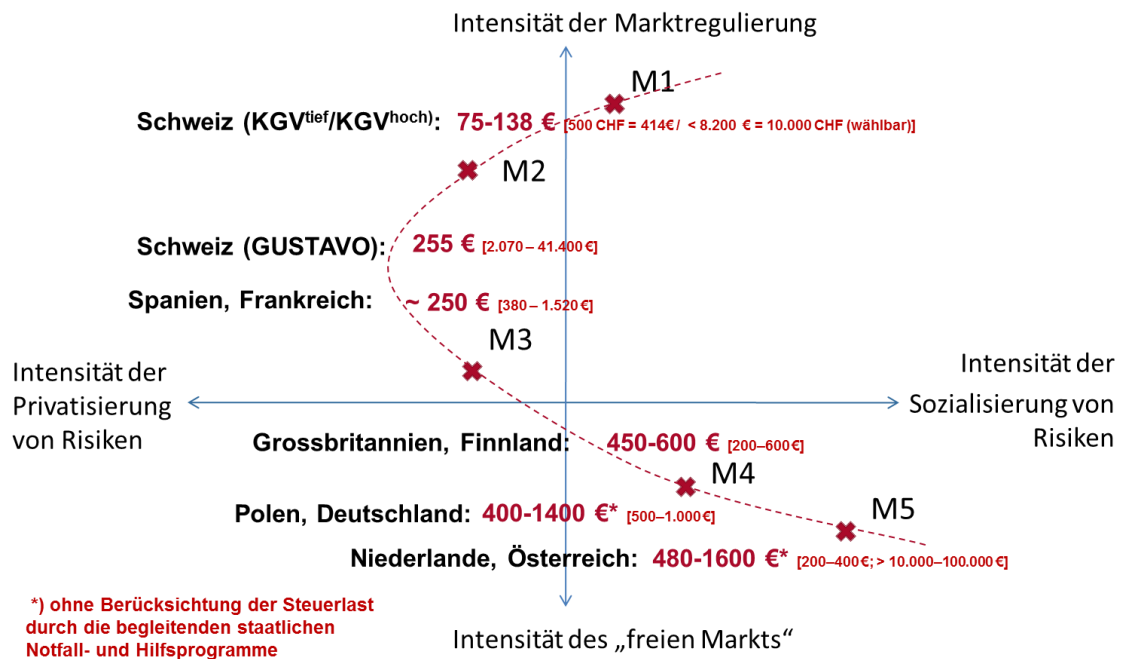 Intensität der Marktregulierung
M1
Schweiz (KGVtief/KGVhoch): 75-138 € [500 CHF = 414€ / < 8.200 € = 10.000 CHF (wählbar)]
M2
Schweiz (GUSTAVO): 255 € [2.070 – 41.400 €]
Spanien, Frankreich: ~ 250 € [380 – 1.520 €]
M3
Intensität der
Privatisierung
von Risiken
Intensität der
Sozialisierung von
Risiken
Grossbritannien, Finnland: 450-600 € [200–600 €]
M4
Polen, Deutschland: 400-1400 €* [500–1.000 €]
M5
Niederlande, Österreich: 480-1600 €* [200–400 €; > 10.000–100.000 €]
*) ohne Berücksichtung der Steuerlast
durch die begleitenden staatlichen
Notfall- und Hilfsprogramme
Intensität des „freien Markts“